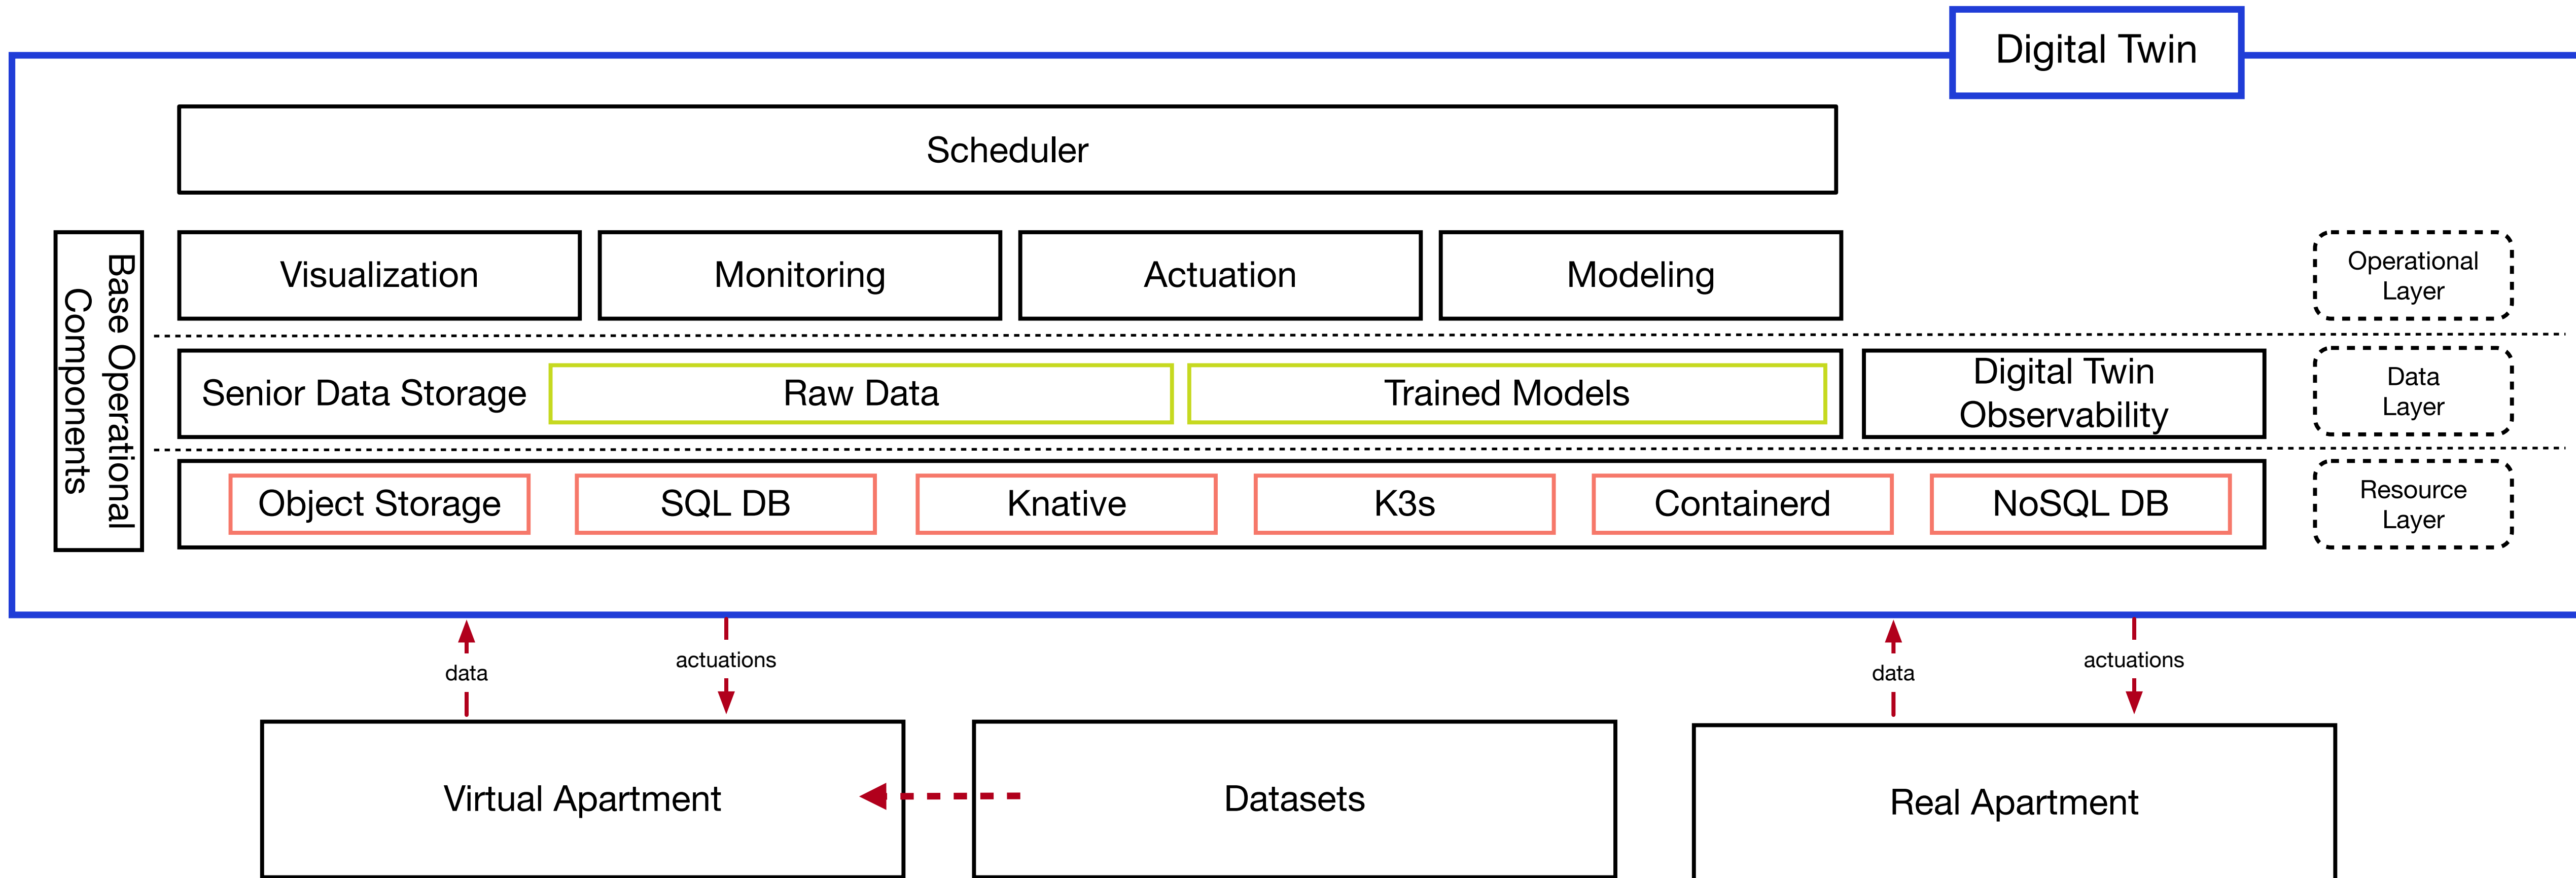 Digital Twin
Scheduler
Base Operational
Components
Visualization
Monitoring
Actuation
Modeling
Operational
Layer
Senior Data Storage
Raw Data
Trained Models
Digital Twin
Observability
Data
Layer
Object Storage
SQL DB
Knative
K3s
Containerd
NoSQL DB
Resource
Layer
data
actuations
data
actuations
Virtual Apartment
Datasets
Real Apartment